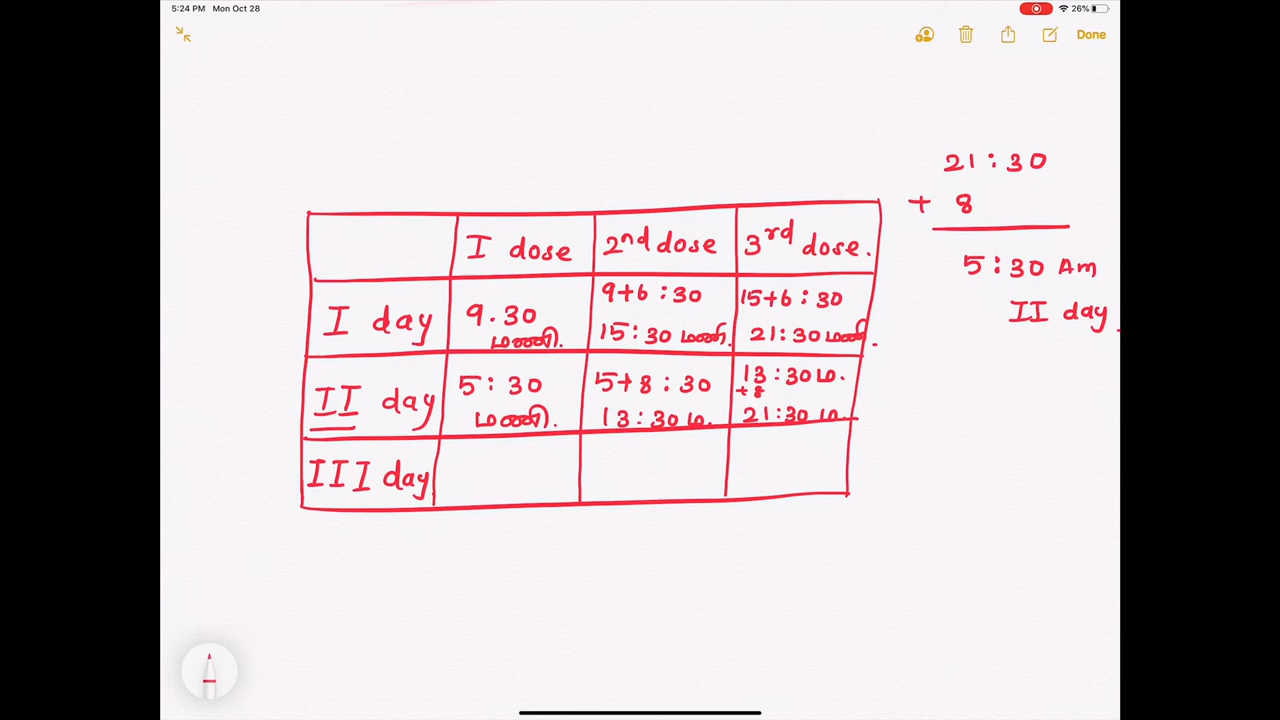 5:24 PM Mon Oct 28
26%
Done
21:30
+ 8
5:30 Am
II day.
I dose 2nd dose 3rd dose.
I day 9.30 மணி. 9+6 :30 15:30 மணி. 15+6 : 30 21:30 மணி.
II day 5:30 மணி. 5+8 :30 13:30 ம. 13:30 ம. +8 21:30 ம.
III day